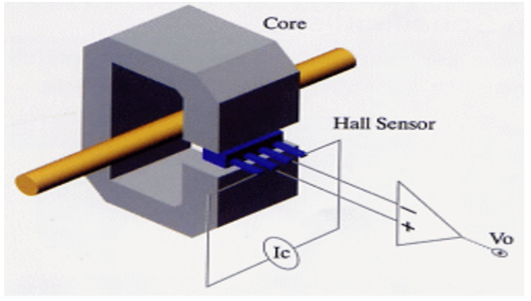 Core
Hall Sensor
−
+
Ic
Vo